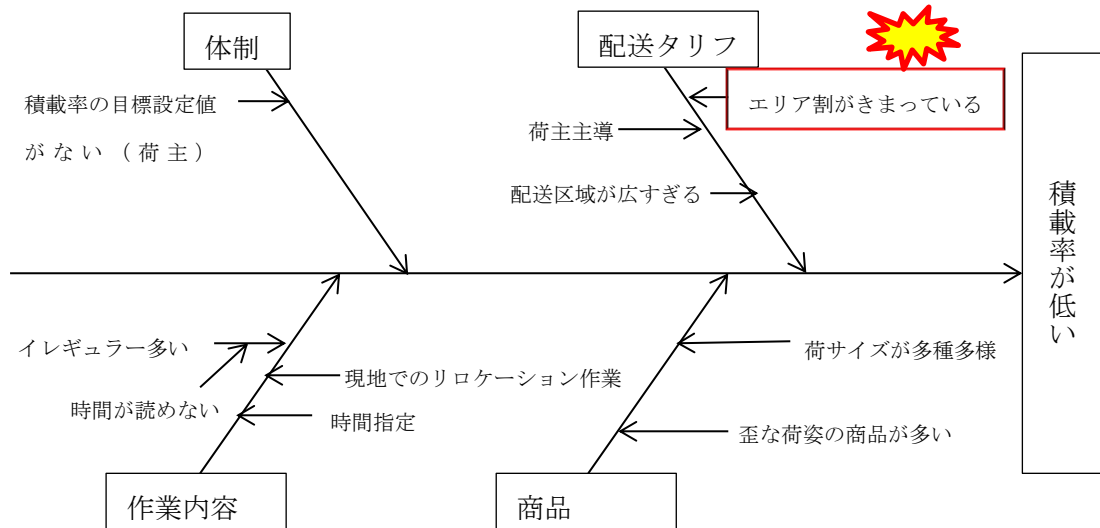 体制
配送タリフ
積載率の目標設定値
がない（荷主）
エリア割がきまっている
荷主主導
配送区域が広すぎる
積載率が低い
イレギュラー多い
時間が読めない
現地でのリロケーション作業
時間指定
荷サイズが多種多様
歪な荷姿の商品が多い
作業内容
商品